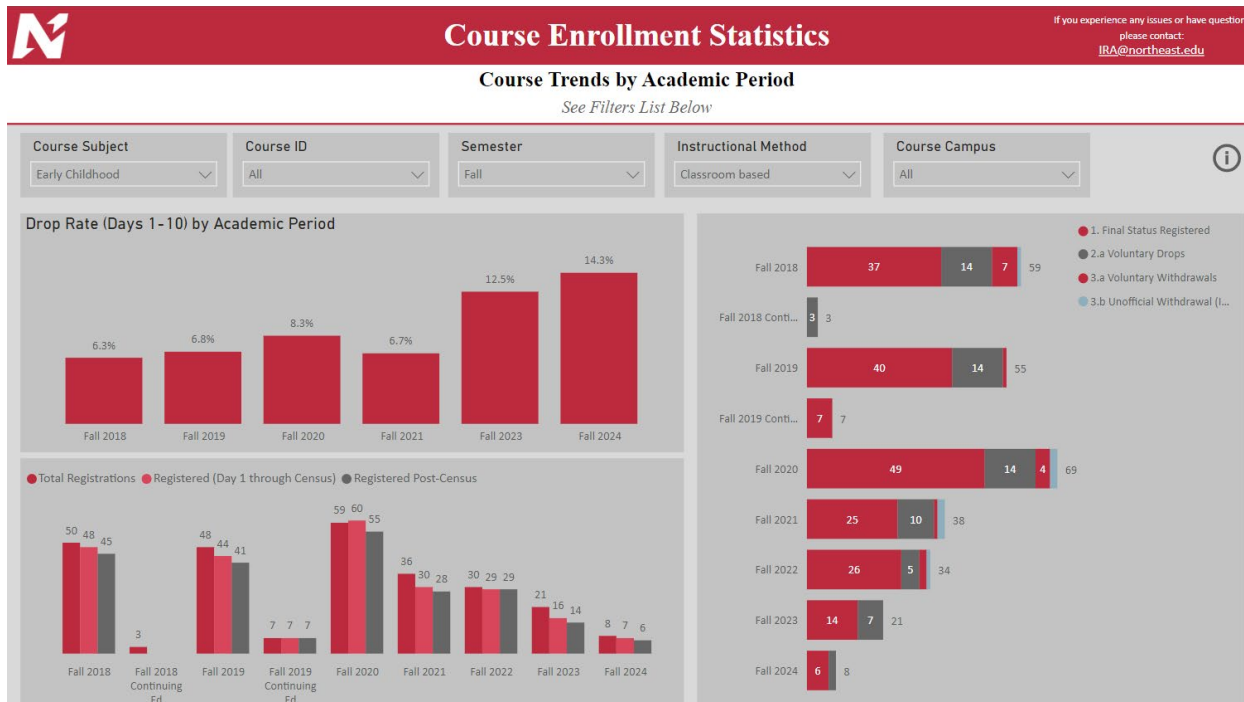 Course Enrollment Statistics
If you experience any issues or have question
please contact:
IRA@northeast.edu
Course Trends by Academic Period
See Filters List Below
Course Subject
Early Childhood
Course ID
All
Semester
Fall
Instructional Method
Classroom based
Course Campus
All
Drop Rate (Days 1-10) by Academic Period
6.3% 6.8% 8.3% 6.7% 12.5% 14.3%
Fall 2018 Fall 2019 Fall 2020 Fall 2021 Fall 2023 Fall 2024
Total Registrations Registered (Day 1 through Census) Registered Post-Census
50 48 45 3 48 44 41 7 7 7 59 60 55 36 30 28 30 29 29 21 16 14 8 7 6
Fall 2018 Fall 2018 Fall 2019 Fall 2019 Fall 2020 Fall 2021 Fall 2022 Fall 2023 Fall 2024
Continuing Continuing
Ed Ed
1. Final Status Registered
2.a Voluntary Drops
3.a Voluntary Withdrawals
3.b Unofficial Withdrawal (I...
Fall 2018 37 14 7 59
Fall 2018 Conti... 3 3
Fall 2019 40 14 55
Fall 2019 Conti... 7 7
Fall 2020 49 14 4 69
Fall 2021 25 10 38
Fall 2022 26 5 34
Fall 2023 14 7 21
Fall 2024 6 8